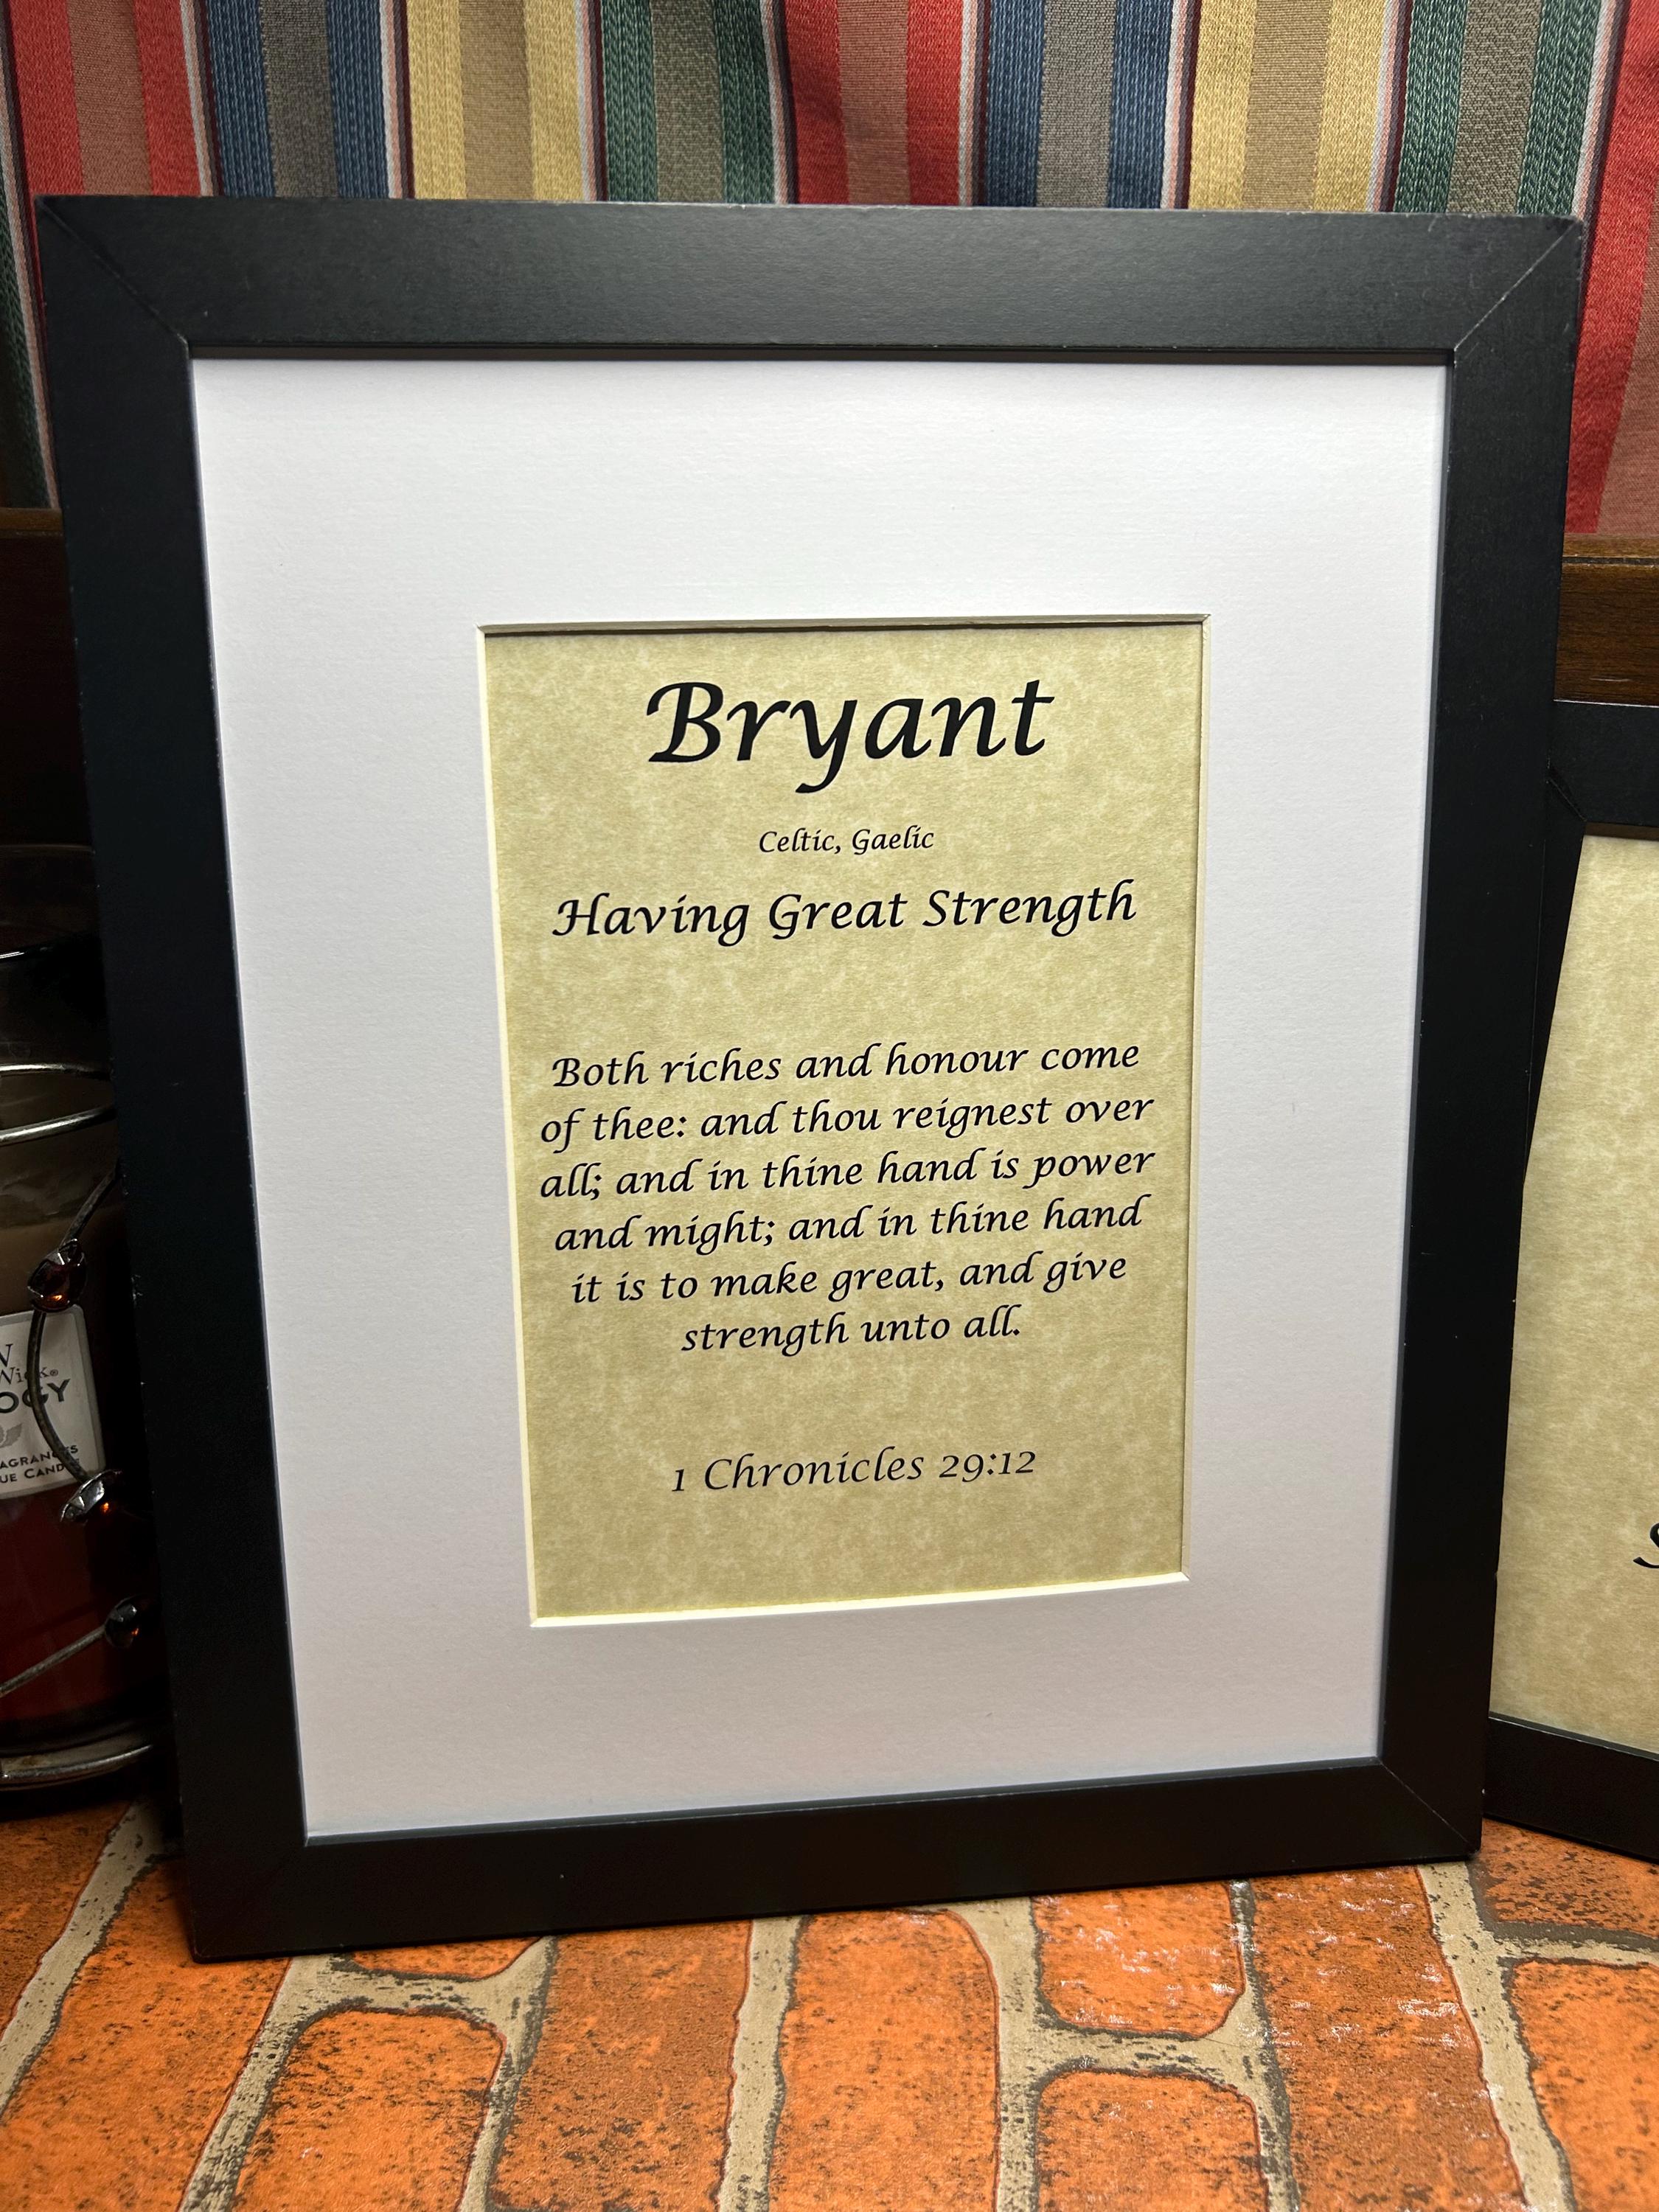 Bryant
Celtic, Gaelic
Having Great Strength
Both riches and honour come
of thee: and thou reignest over
all; and in thine hand is power
and might; and in thine hand
it is to make great, and give
strength unto all.
1 Chronicles 29:12